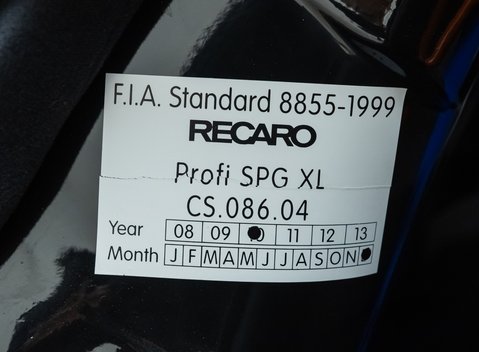 F.I.A. Standard 8855-1999
RECARO
Profi SPG XL
CS.086.04
Year 08 09 11 12 13
Month J F M A M J J A S O N